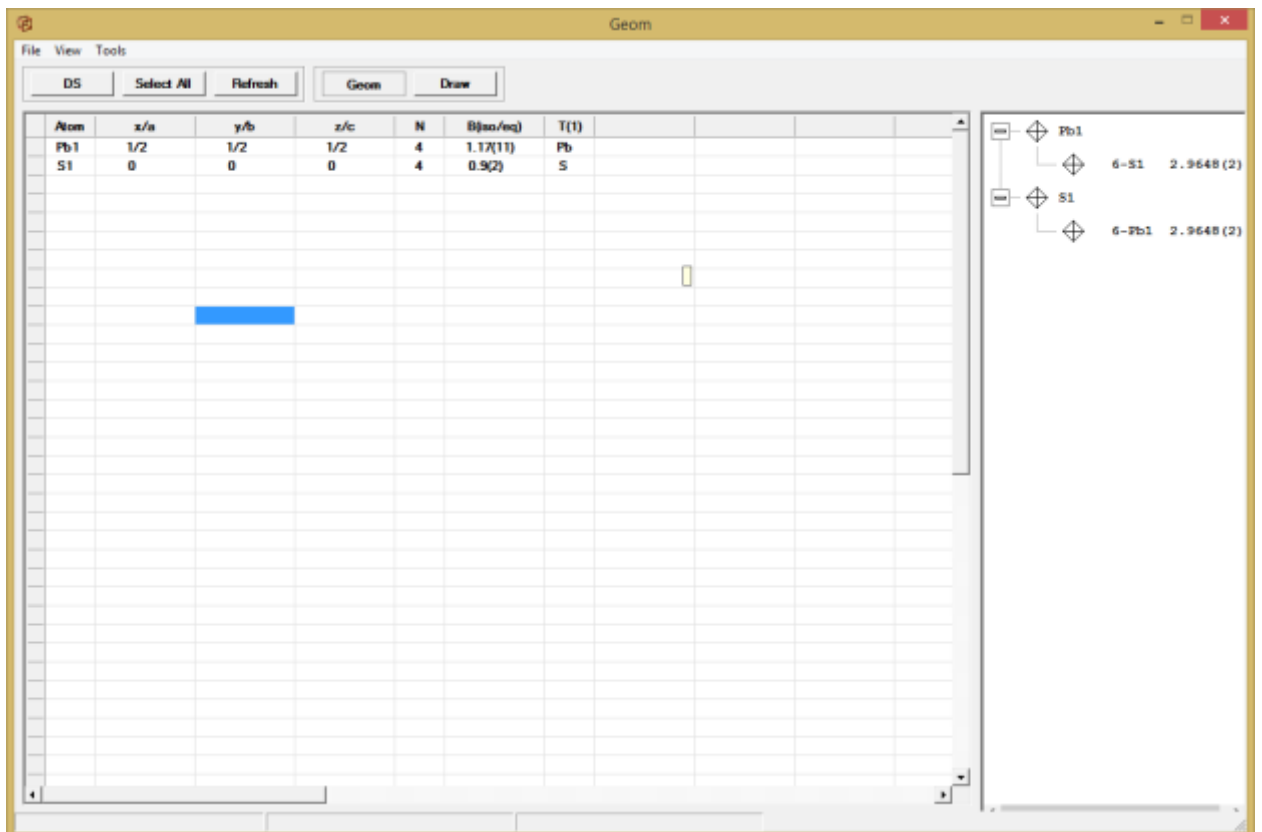 Geom
File View Tools
DS Select All Refresh Geom Draw
Atom x/a y/b z/c N B(iso/eq) T(1)
Pb1 1/2 1/2 1/2 4 1.17(11) Pb
S1 0 0 0 4 0.9(2) S
Pb1
6-S1 2.9648(2)
S1
6-Pb1 2.9648(2)